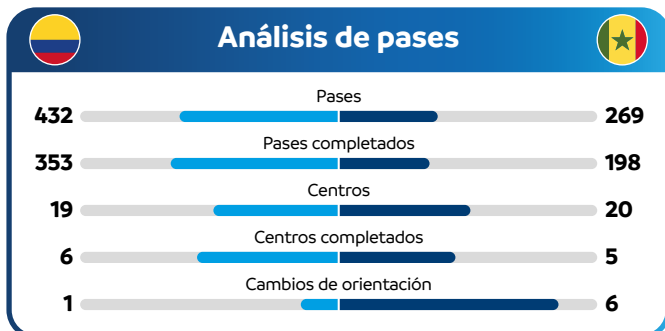 Análisis de pases
Pases
432 269
Pases completados
353 198
Centros
19 20
Centros completados
6 5
Cambios de orientación
1 6